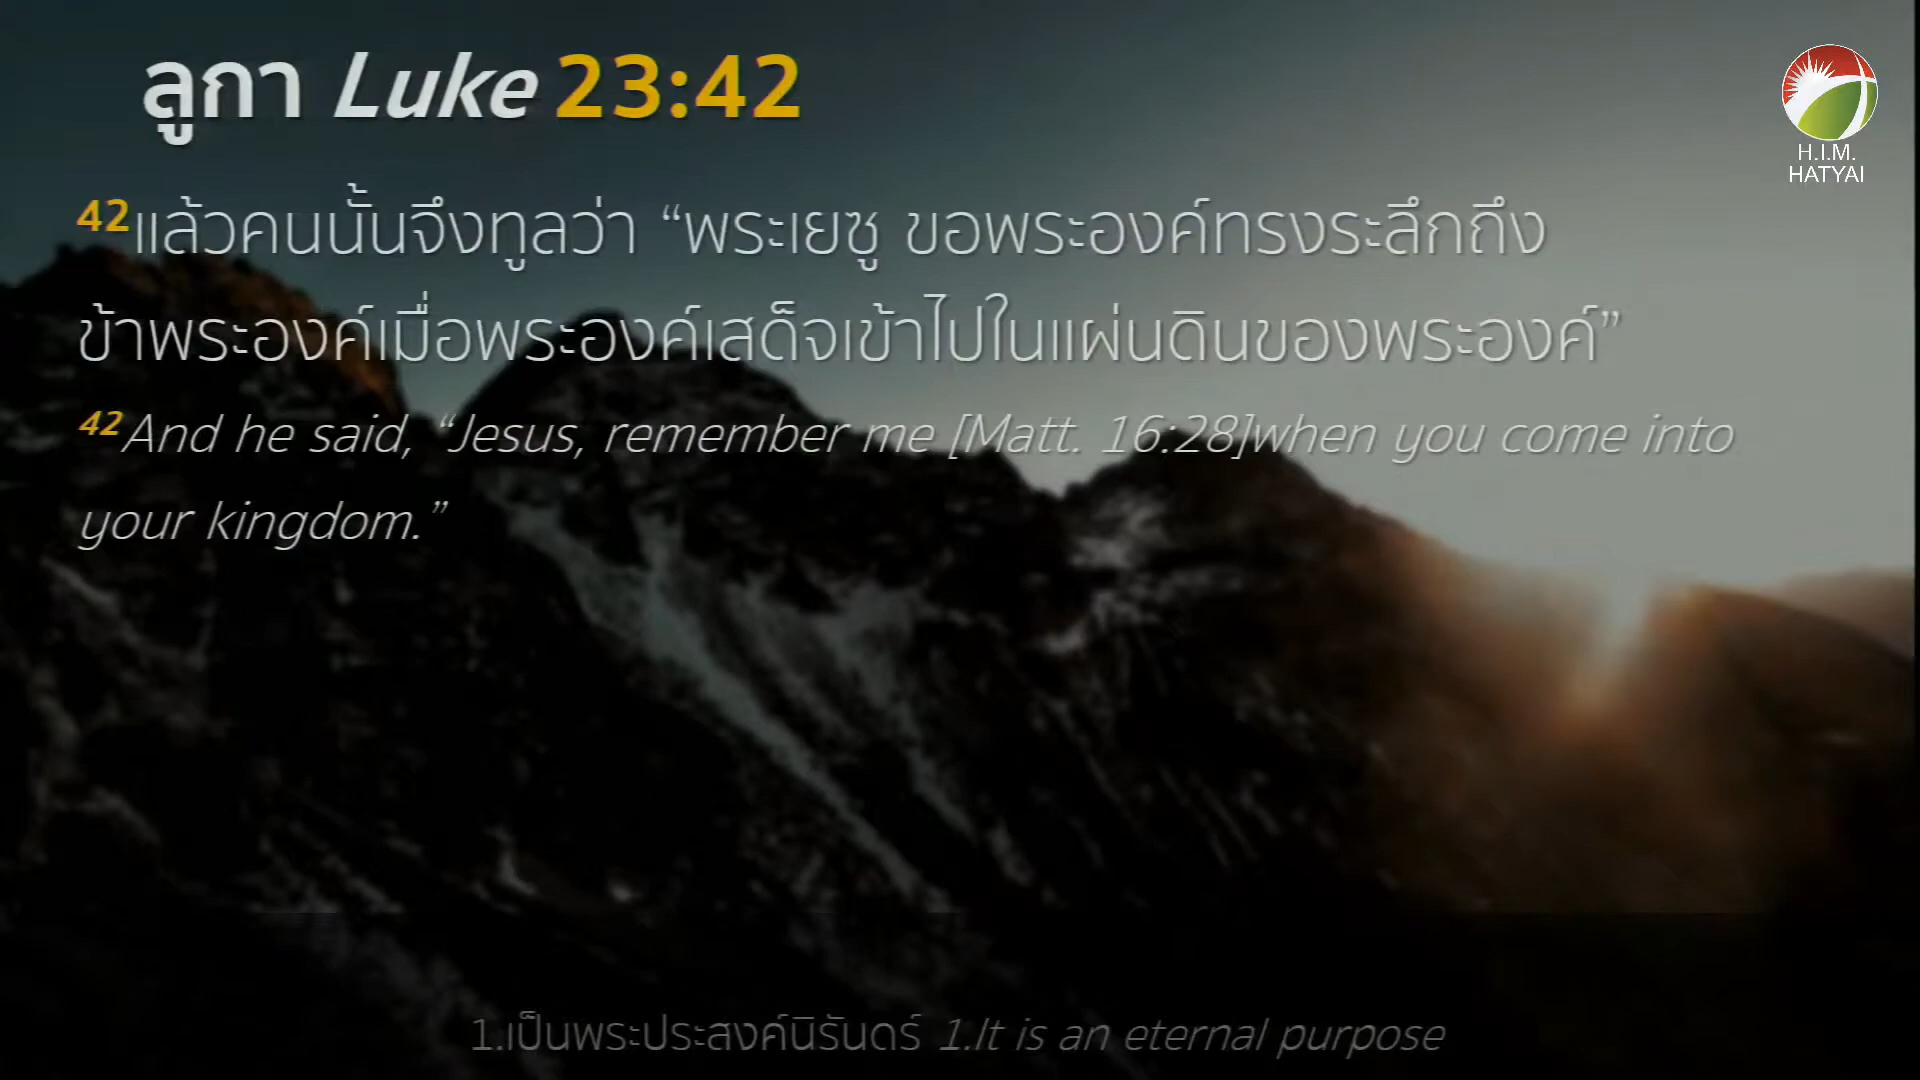 ลูกา Luke 23:42
H.I.M.
HATYAI
42แล้วคนนั้นจึงทูลว่า “พระเยซู ขอพระองค์ทรงระลึกถึง
ข้าพระองค์เมื่อพระองค์เสด็จเข้าไปในแผ่นดินของพระองค์”
42And he said, “Jesus, remember me [Matt. 16:28]when you come into
your kingdom.”
1.เป็นพระประสงค์นิรันดร์ 1.It is an eternal purpose